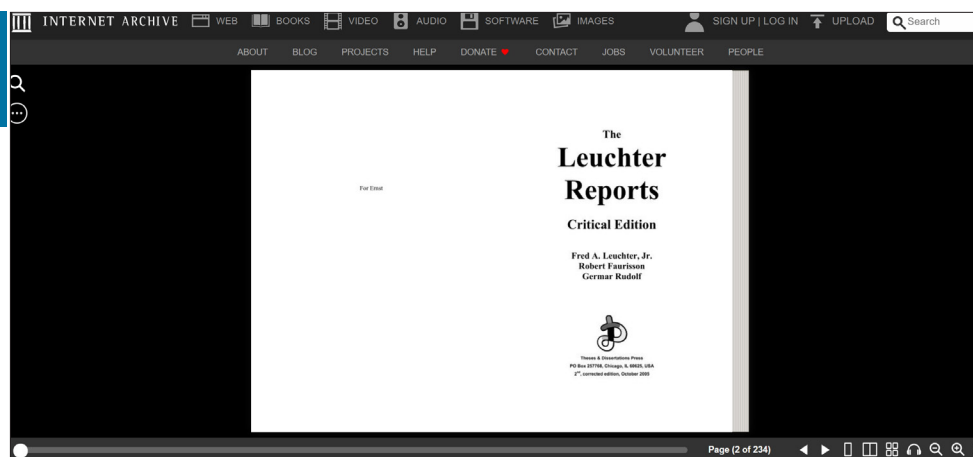 INTERNET ARCHIVE WEB BOOKS VIDEO AUDIO SOFTWARE IMAGES SIGN UP | LOG IN UPLOAD Search
ABOUT BLOG PROJECTS HELP DONATE CONTACT JOBS VOLUNTEER PEOPLE
For Ernst
The
Leuchter
Reports
Critical Edition
Fred A. Leuchter, Jr.
Robert Faurisson
Germar Rudolf
Theses & Dissertations Press
PO Box 257768, Chicago, IL 60625, USA
2nd, corrected edition, October 2005
Page (2 of 234)